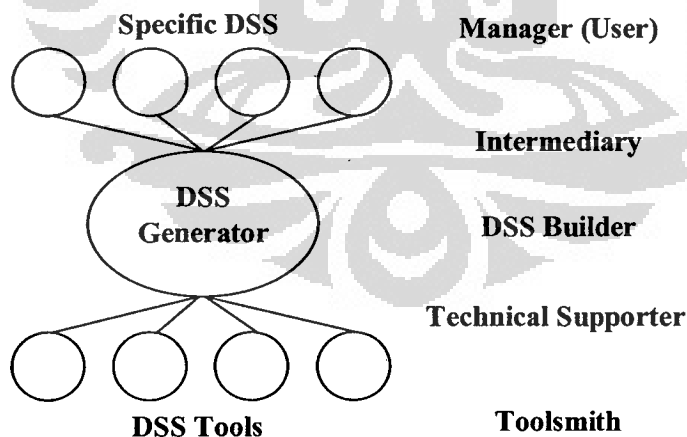 Specific DSS
Manager (User)
Intermediary
DSS
Generator
DSS Builder
Technical Supporter
DSS Tools
Toolsmith